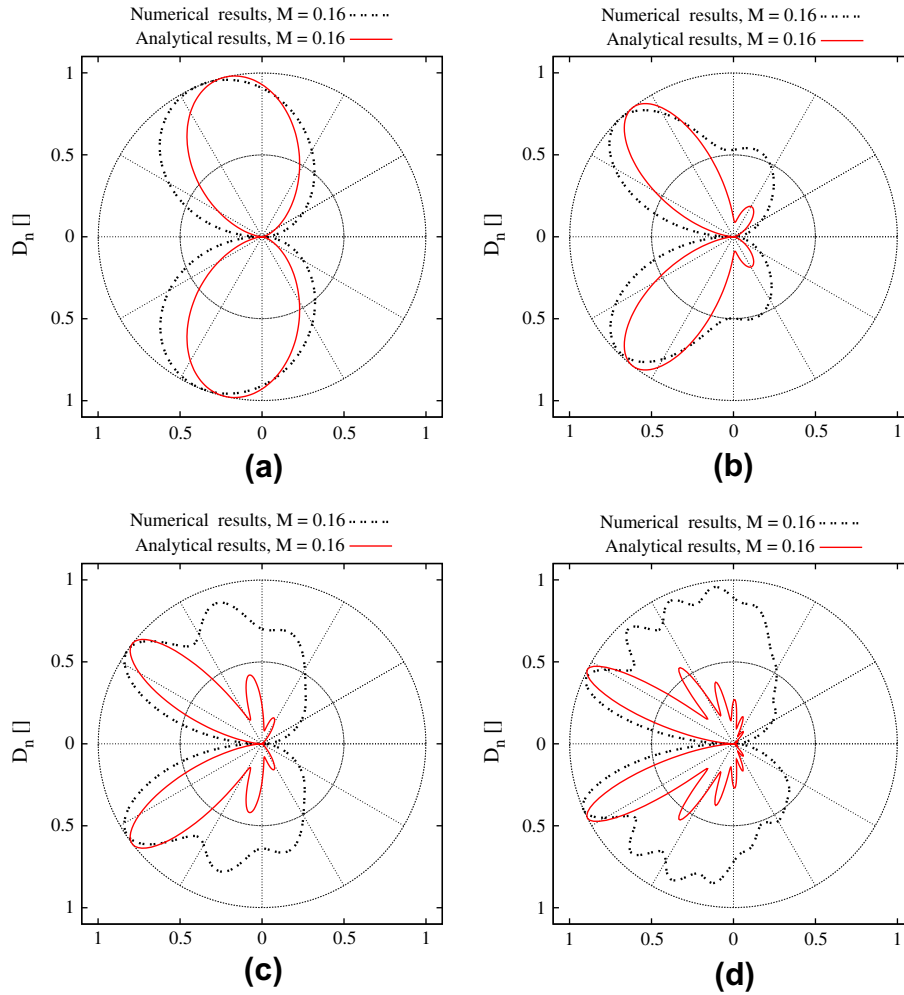 Numerical results, M = 0.16
Analytical results, M = 0.16
1
0.5
0
0.5
1
D_n []
1 0.5 0 0.5 1
(a)
Numerical results, M = 0.16
Analytical results, M = 0.16
1
0.5
0
0.5
1
D_n []
1 0.5 0 0.5 1
(b)
Numerical results, M = 0.16
Analytical results, M = 0.16
1
0.5
0
0.5
1
D_n []
1 0.5 0 0.5 1
(c)
Numerical results, M = 0.16
Analytical results, M = 0.16
1
0.5
0
0.5
1
D_n []
1 0.5 0 0.5 1
(d)